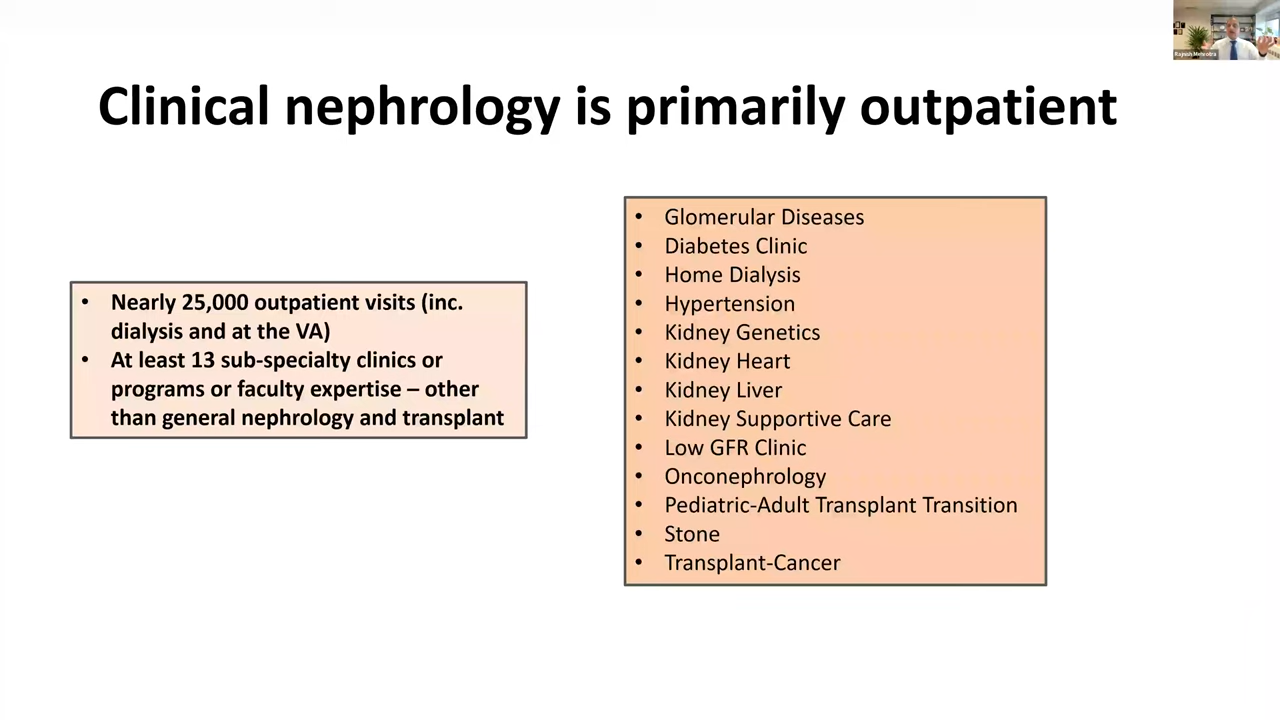 Clinical nephrology is primarily outpatient
• Nearly 25,000 outpatient visits (inc.
dialysis and at the VA)
• At least 13 sub-specialty clinics or
programs or faculty expertise – other
than general nephrology and transplant
• Glomerular Diseases
• Diabetes Clinic
• Home Dialysis
• Hypertension
• Kidney Genetics
• Kidney Heart
• Kidney Liver
• Kidney Supportive Care
• Low GFR Clinic
• Onconephrology
• Pediatric-Adult Transplant Transition
• Stone
• Transplant-Cancer
Rajnish Mehrotra